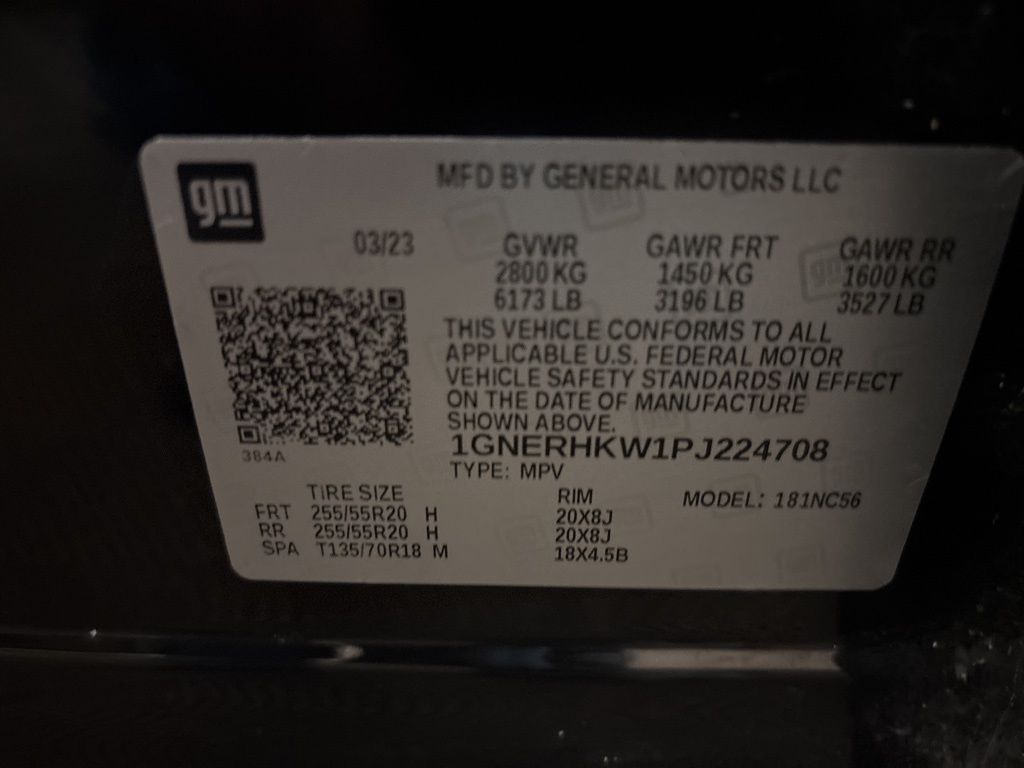 gm
MFD BY GENERAL MOTORS LLC
03/23 GVWR GAWR FRT GAWR RR
2800 KG 1450 KG 1600 KG
6173 LB 3196 LB 3527 LB
THIS VEHICLE CONFORMS TO ALL
APPLICABLE U.S. FEDERAL MOTOR
VEHICLE SAFETY STANDARDS IN EFFECT
ON THE DATE OF MANUFACTURE
SHOWN ABOVE.
1GNERHKW1PJ224708
384A
TYPE: MPV
TIRE SIZE RIM MODEL: 181NC56
FRT 255/55R20 H 20X8J
RR 255/55R20 H 20X8J
SPA T135/70R18 M 18X4.5B